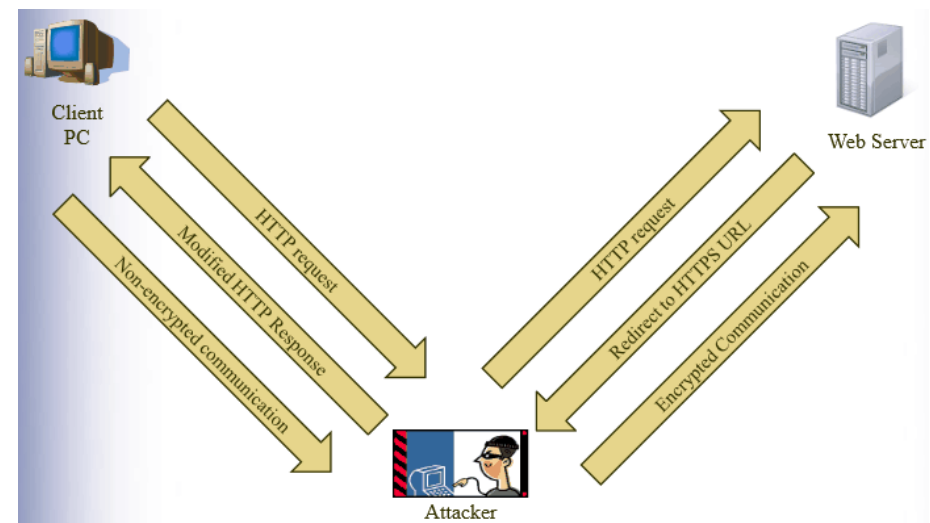 Client
PC
Web Server
HTTP request
Modified HTTP Response
Non-encrypted communication
HTTP request
Redirect to HTTPS URL
Encrypted Communication
Attacker